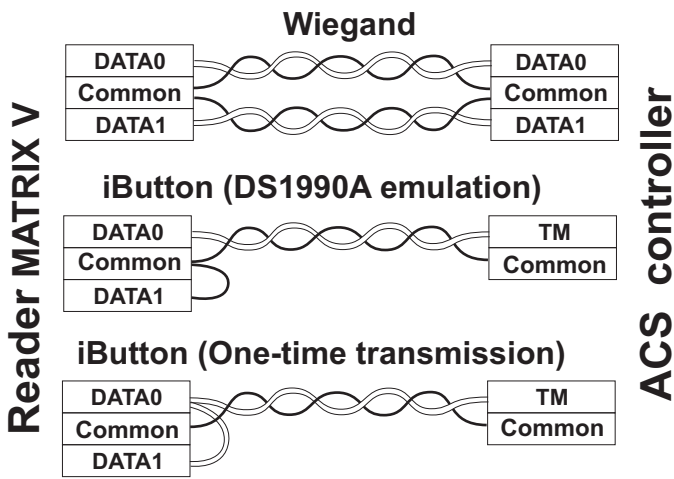 Wiegand
DATA0
Common
DATA1
DATA0
Common
DATA1
iButton (DS1990A emulation)
DATA0
Common
DATA1
TM
Common
iButton (One-time transmission)
DATA0
Common
DATA1
TM
Common
Reader MATRIX V
ACS controller